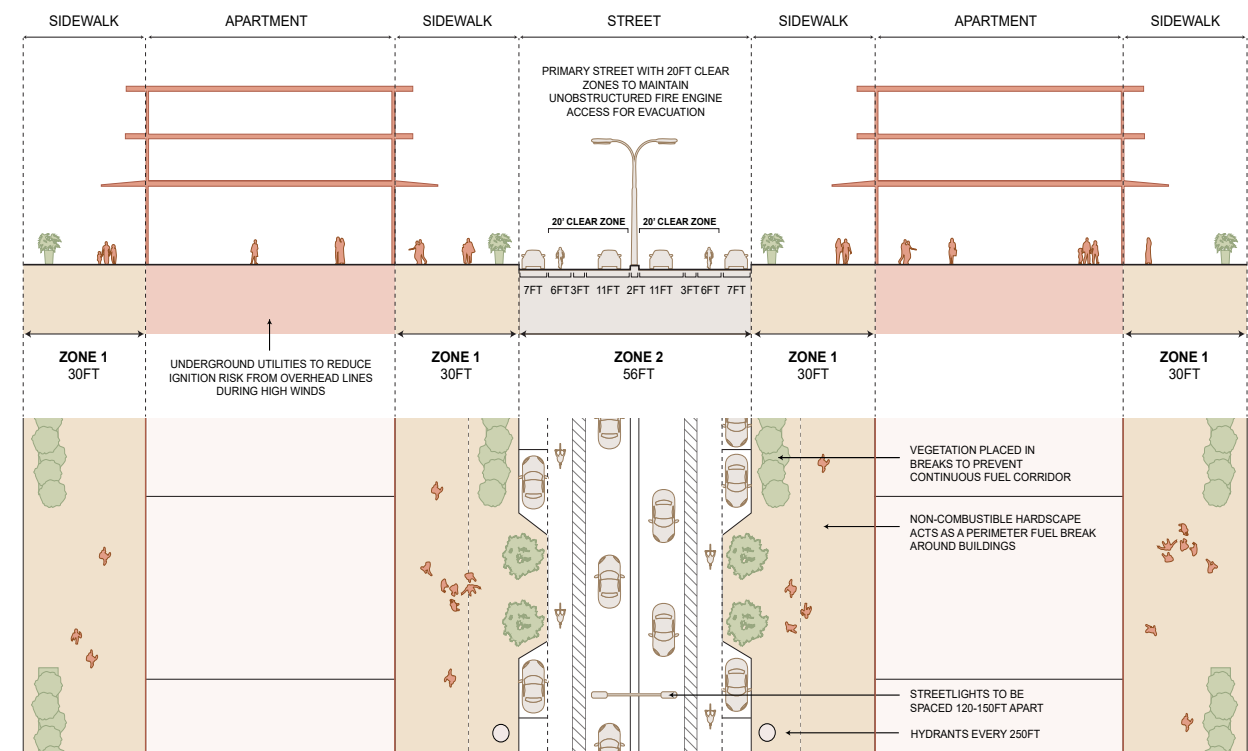 SIDEWALK
APARTMENT
SIDEWALK
STREET
SIDEWALK
APARTMENT
SIDEWALK
PRIMARY STREET WITH 20FT CLEAR
ZONES TO MAINTAIN
UNOBSTRUCTURED FIRE ENGINE
ACCESS FOR EVACUATION
20' CLEAR ZONE
20' CLEAR ZONE
7FT 6FT 3FT 11FT 2FT 11FT 3FT 6FT 7FT
ZONE 1
30FT
UNDERGROUND UTILITIES TO REDUCE
IGNITION RISK FROM OVERHEAD LINES
DURING HIGH WINDS
ZONE 1
30FT
ZONE 2
56FT
ZONE 1
30FT
ZONE 1
30FT
VEGETATION PLACED IN
BREAKS TO PREVENT
CONTINUOUS FUEL CORRIDOR
NON-COMBUSTIBLE HARDSCAPE
ACTS AS A PERIMETER FUEL BREAK
AROUND BUILDINGS
STREETLIGHTS TO BE
SPACED 120-150FT APART
HYDRANTS EVERY 250FT